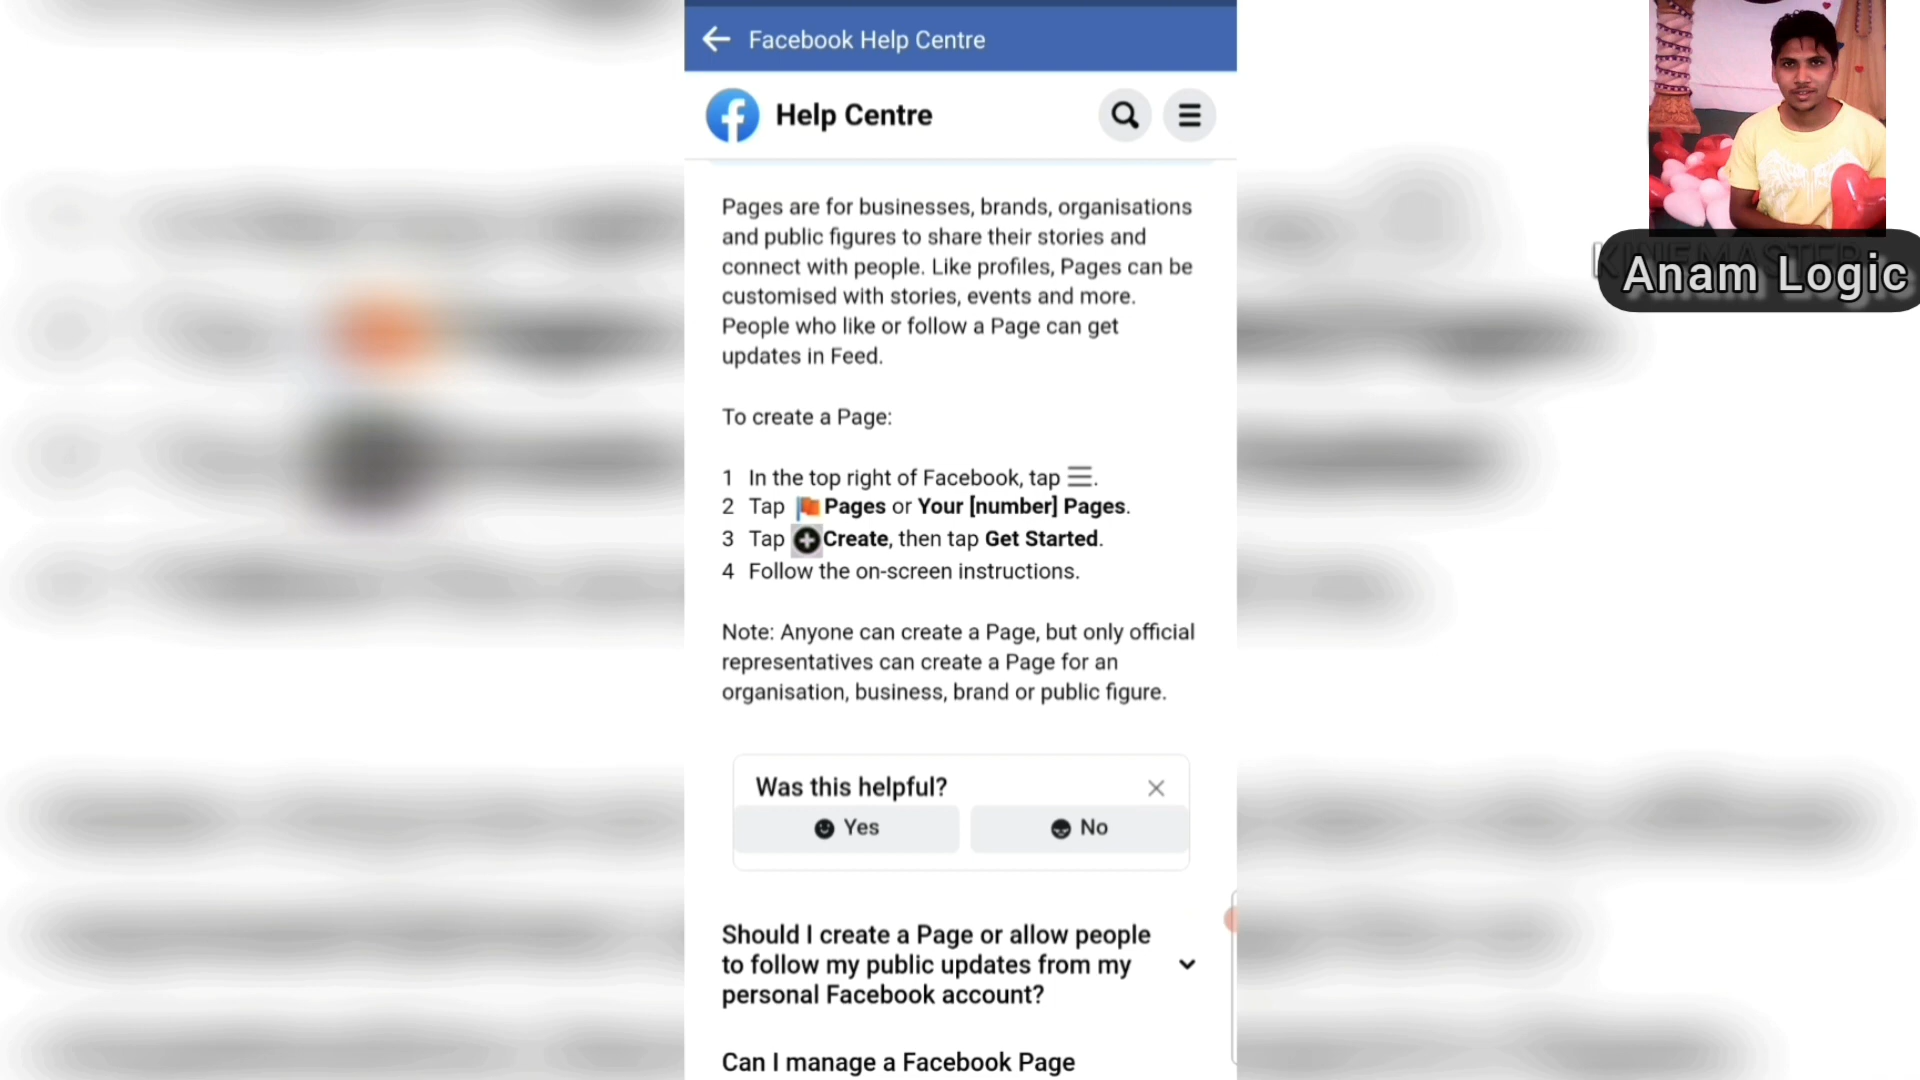 Facebook Help Centre
Help Centre
Pages are for businesses, brands, organisations
and public figures to share their stories and
connect with people. Like profiles, Pages can be
customised with stories, events and more.
People who like or follow a Page can get
updates in Feed.
To create a Page:
1 In the top right of Facebook, tap ☰.
2 Tap Pages or Your [number] Pages.
3 Tap Create, then tap Get Started.
4 Follow the on-screen instructions.
Note: Anyone can create a Page, but only official
representatives can create a Page for an
organisation, business, brand or public figure.
Was this helpful?
Yes
No
Should I create a Page or allow people
to follow my public updates from my
personal Facebook account?
Can I manage a Facebook Page
KINEMASTER
Anam Logic